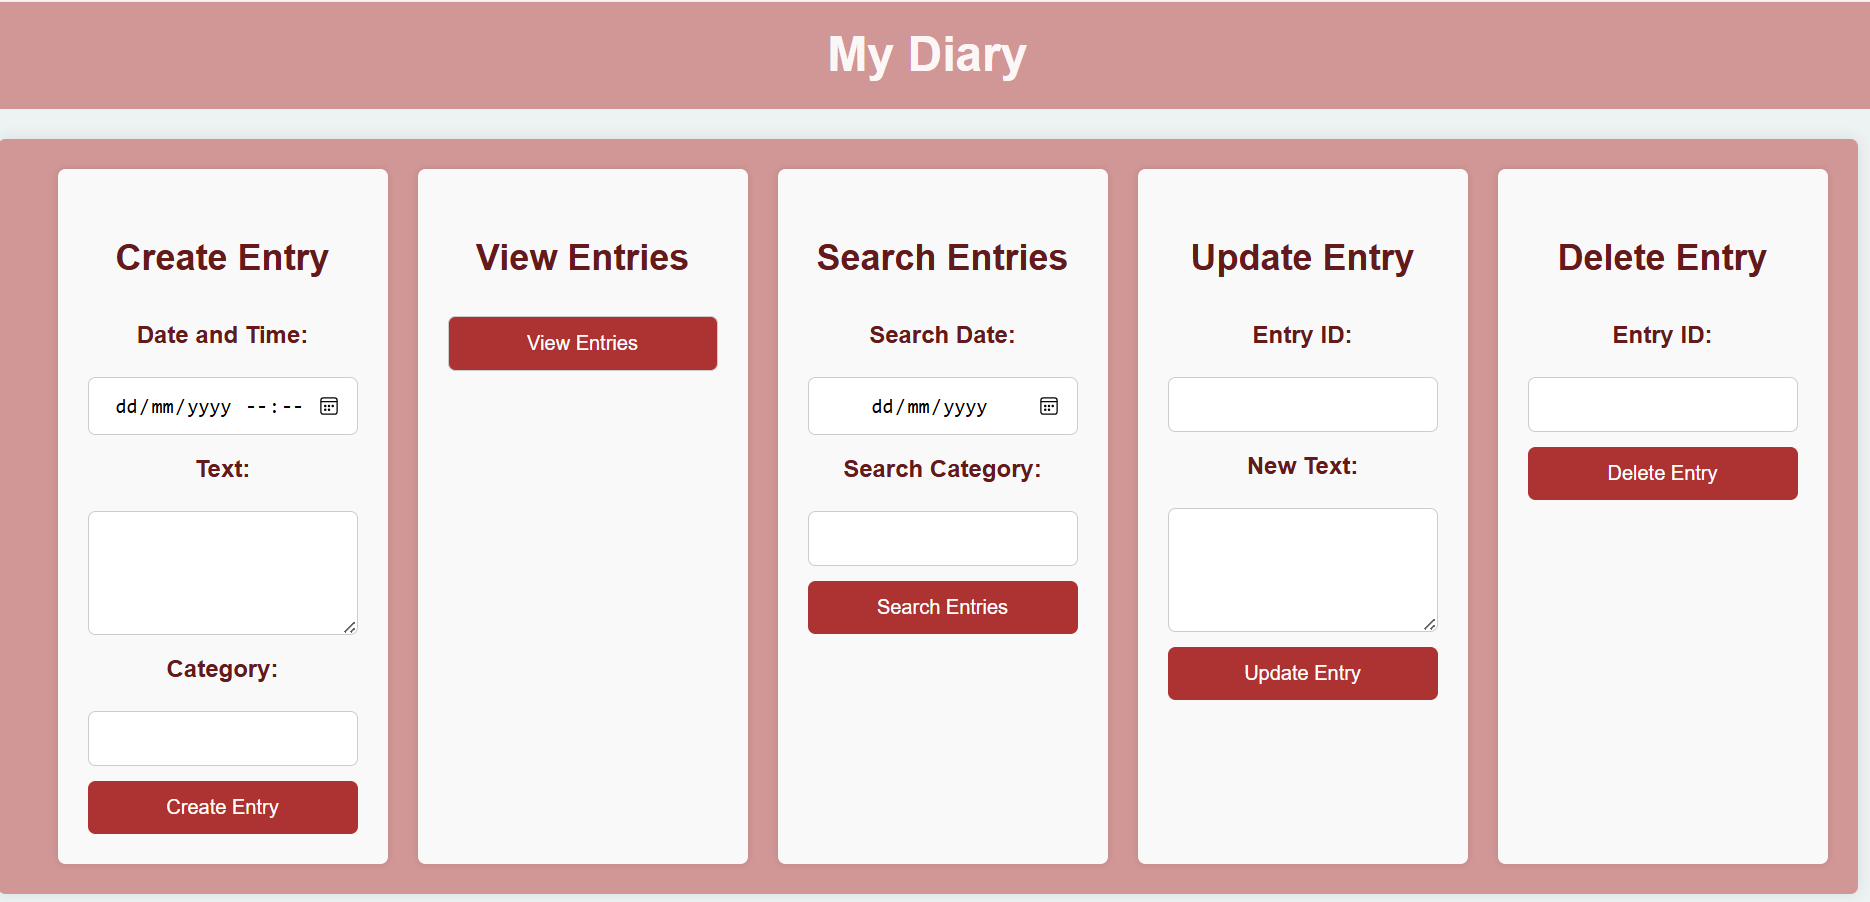 My Diary
Create Entry
Date and Time:
dd/mm/yyyy --:--
Text:
Category:
Create Entry
View Entries
View Entries
Search Entries
Search Date:
dd/mm/yyyy
Search Category:
Search Entries
Update Entry
Entry ID:
New Text:
Update Entry
Delete Entry
Entry ID:
Delete Entry